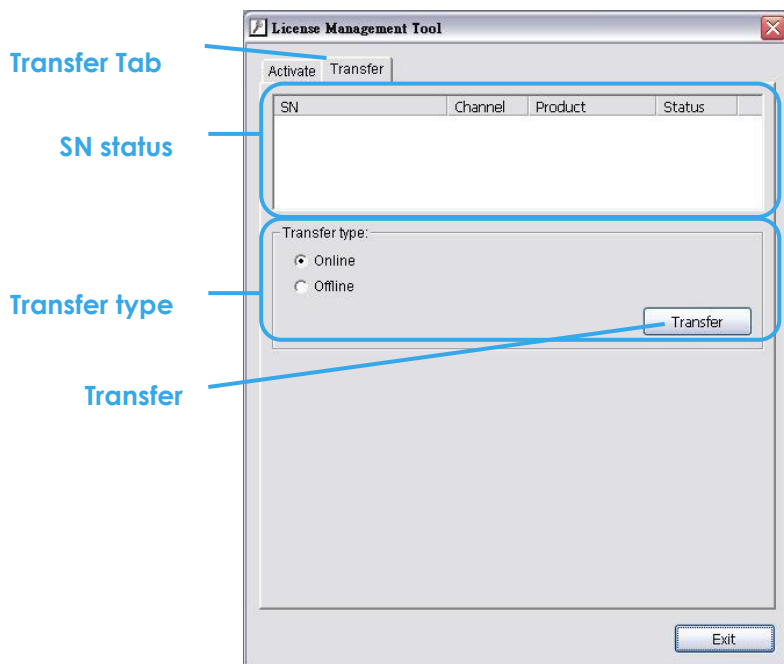 License Management Tool
Transfer Tab
Activate Transfer
SN Channel Product Status
SN status
Transfer type:
Online
Offline
Transfer type
Transfer
Transfer
Exit